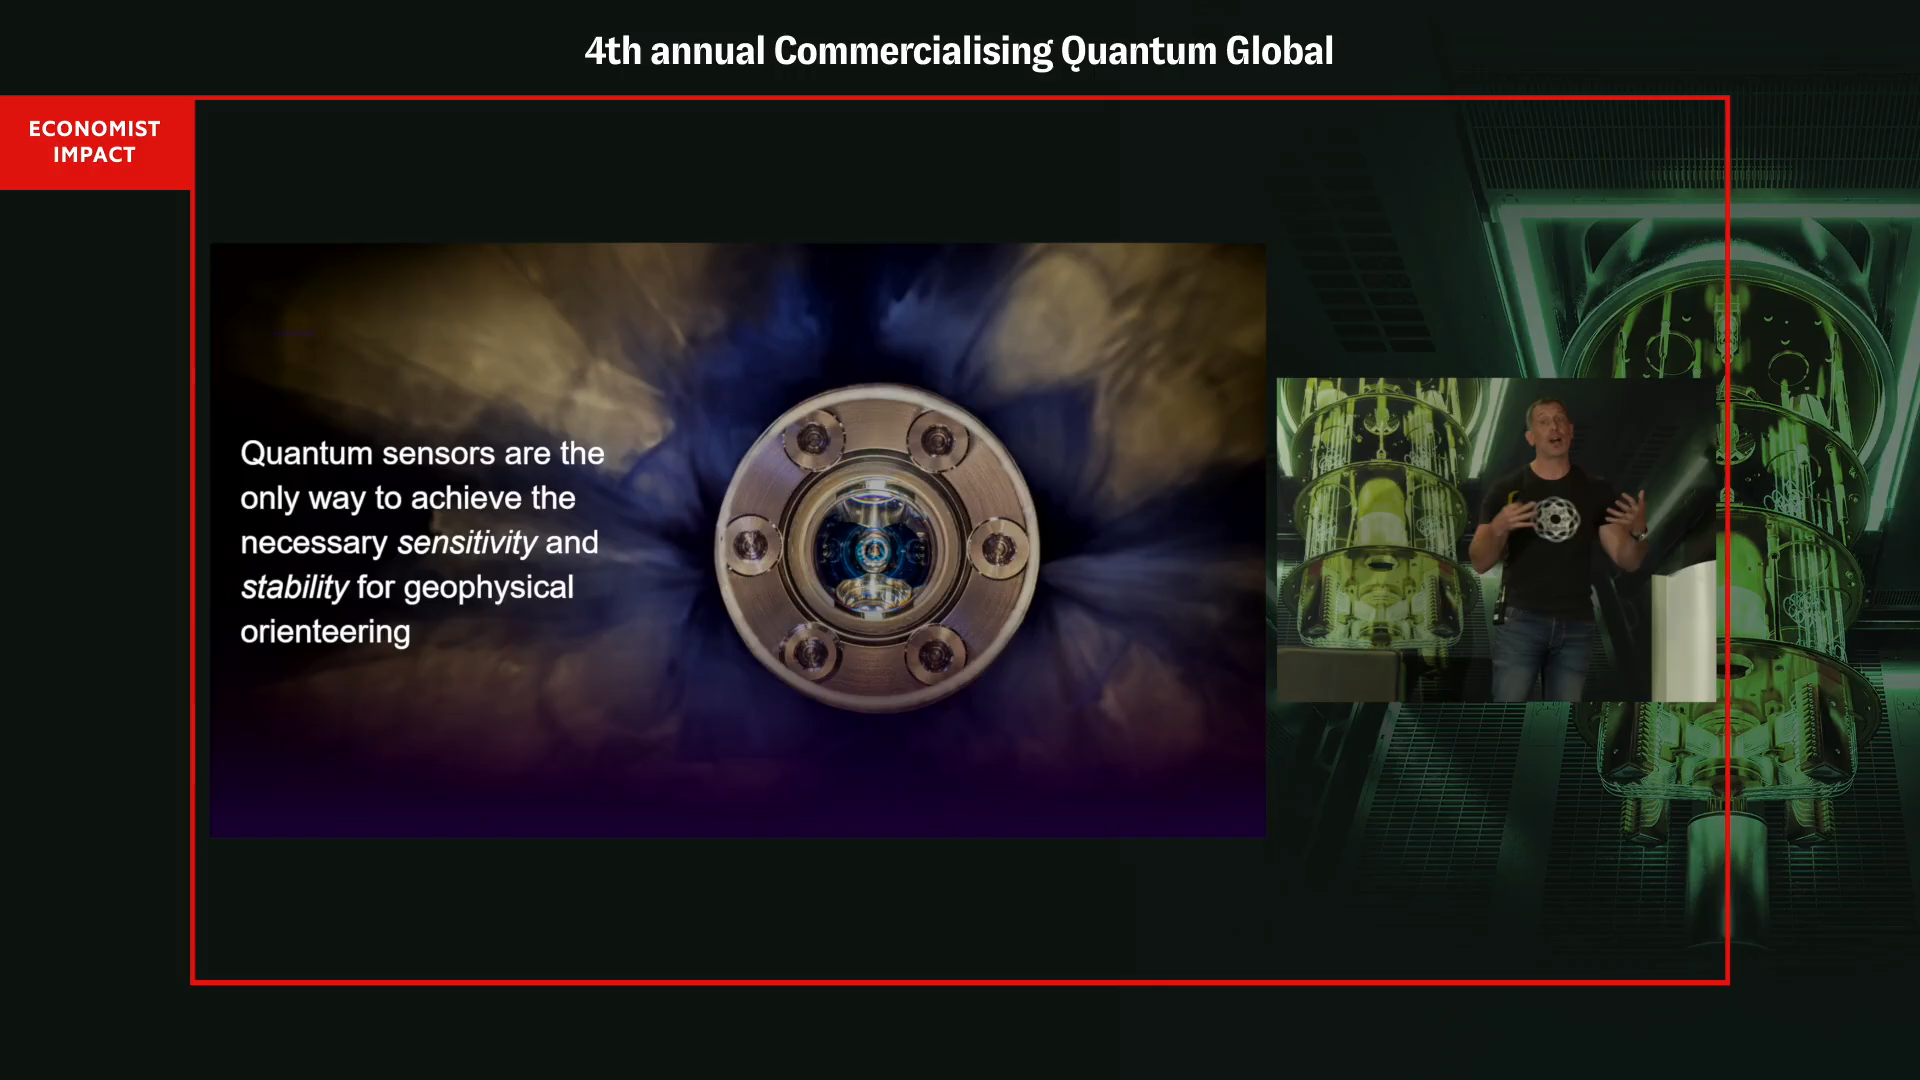 4th annual Commercialising Quantum Global
ECONOMIST
IMPACT
Quantum sensors are the
only way to achieve the
necessary sensitivity and
stability for geophysical
orienteering